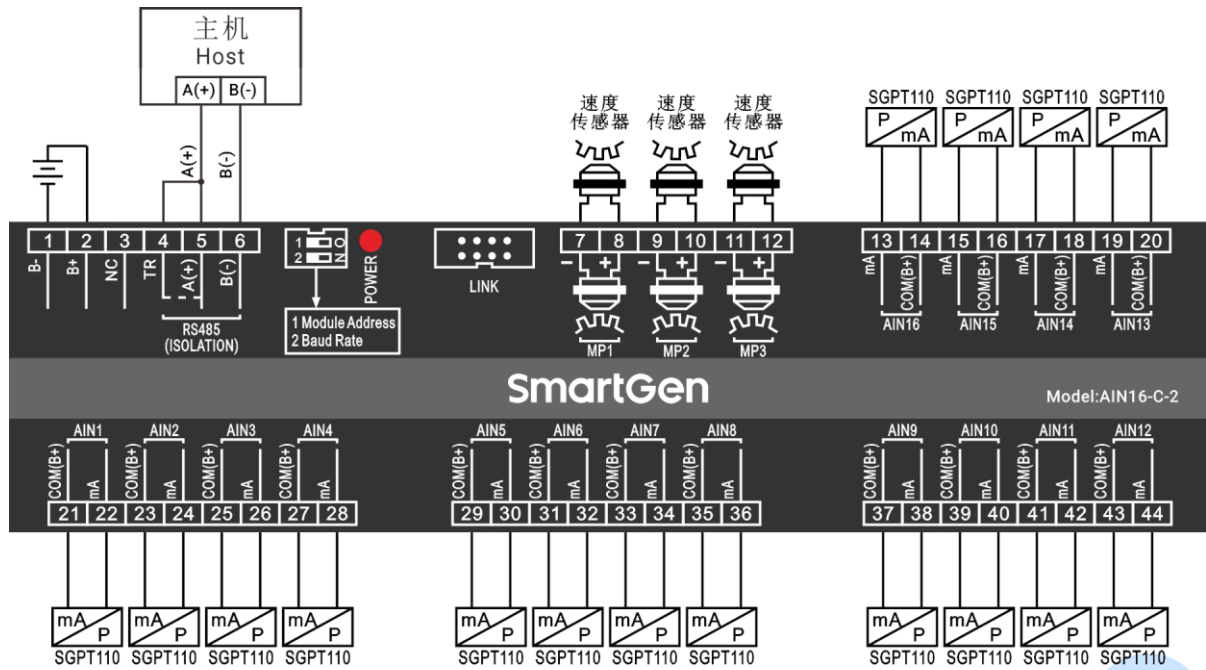 主机
Host
A(+) B(-)
A(+)
B(-)
速度
传感器
速度
传感器
速度
传感器
SGPT110 SGPT110 SGPT110 SGPT110
P mA P mA P mA P mA
1 2 3 4 5 6
B-
B+
NC
TR
A(+)
B(-)
RS485
(ISOLATION)
1 O
2 N
POWER
1 Module Address
2 Baud Rate
LINK
7 8 9 10 11 12
− + − + − +
MP1 MP2 MP3
13 14 15 16 17 18 19 20
mA COM(B+) mA COM(B+) mA COM(B+) mA COM(B+)
AIN16 AIN15 AIN14 AIN13
SmartGen
Model:AIN16-C-2
AIN1 AIN2 AIN3 AIN4
COM(B+) mA COM(B+) mA COM(B+) mA COM(B+) mA
21 22 23 24 25 26 27 28
mA P mA P mA P mA P
SGPT110 SGPT110 SGPT110 SGPT110
AIN5 AIN6 AIN7 AIN8
COM(B+) mA COM(B+) mA COM(B+) mA COM(B+) mA
29 30 31 32 33 34 35 36
mA P mA P mA P mA P
SGPT110 SGPT110 SGPT110 SGPT110
AIN9 AIN10 AIN11 AIN12
COM(B+) mA COM(B+) mA COM(B+) mA COM(B+) mA
37 38 39 40 41 42 43 44
mA P mA P mA P mA P
SGPT110 SGPT110 SGPT110 SGPT110